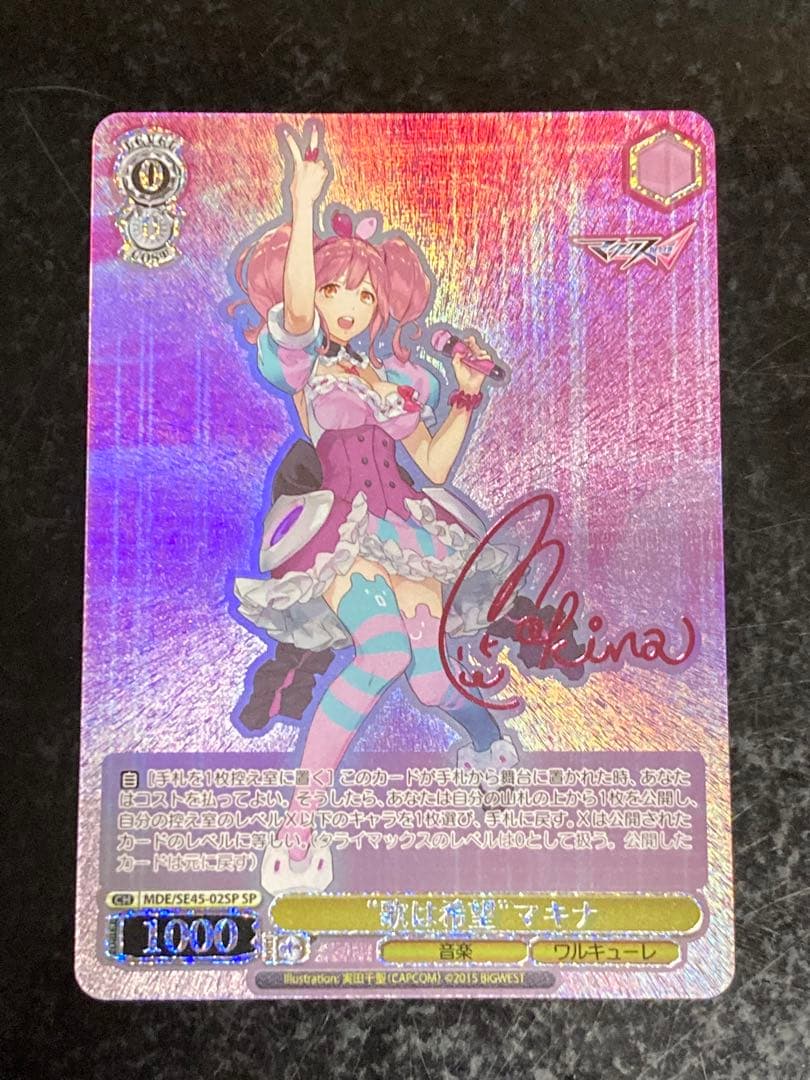 LEVEL
0
0
COST
マクロスΔ
Makina
自 [手札を1枚控え室に置く] このカードが手札から舞台に置かれた時、あなた
はコストを払ってよい。そうしたら、あなたは自分の山札の上から1枚を公開し、
自分の控え室のレベルX以下のキャラを1枚選び、手札に戻す。Xは公開された
カードのレベルに等しい。(クライマックスのレベルは0として扱う。公開した
カードは元に戻す)
CH MDE/SE45-02SP SP
“歌は希望”マキナ
1000
音楽 ワルキューレ
Illustration: 実田千聖(CAPCOM) ©2015 BIGWEST